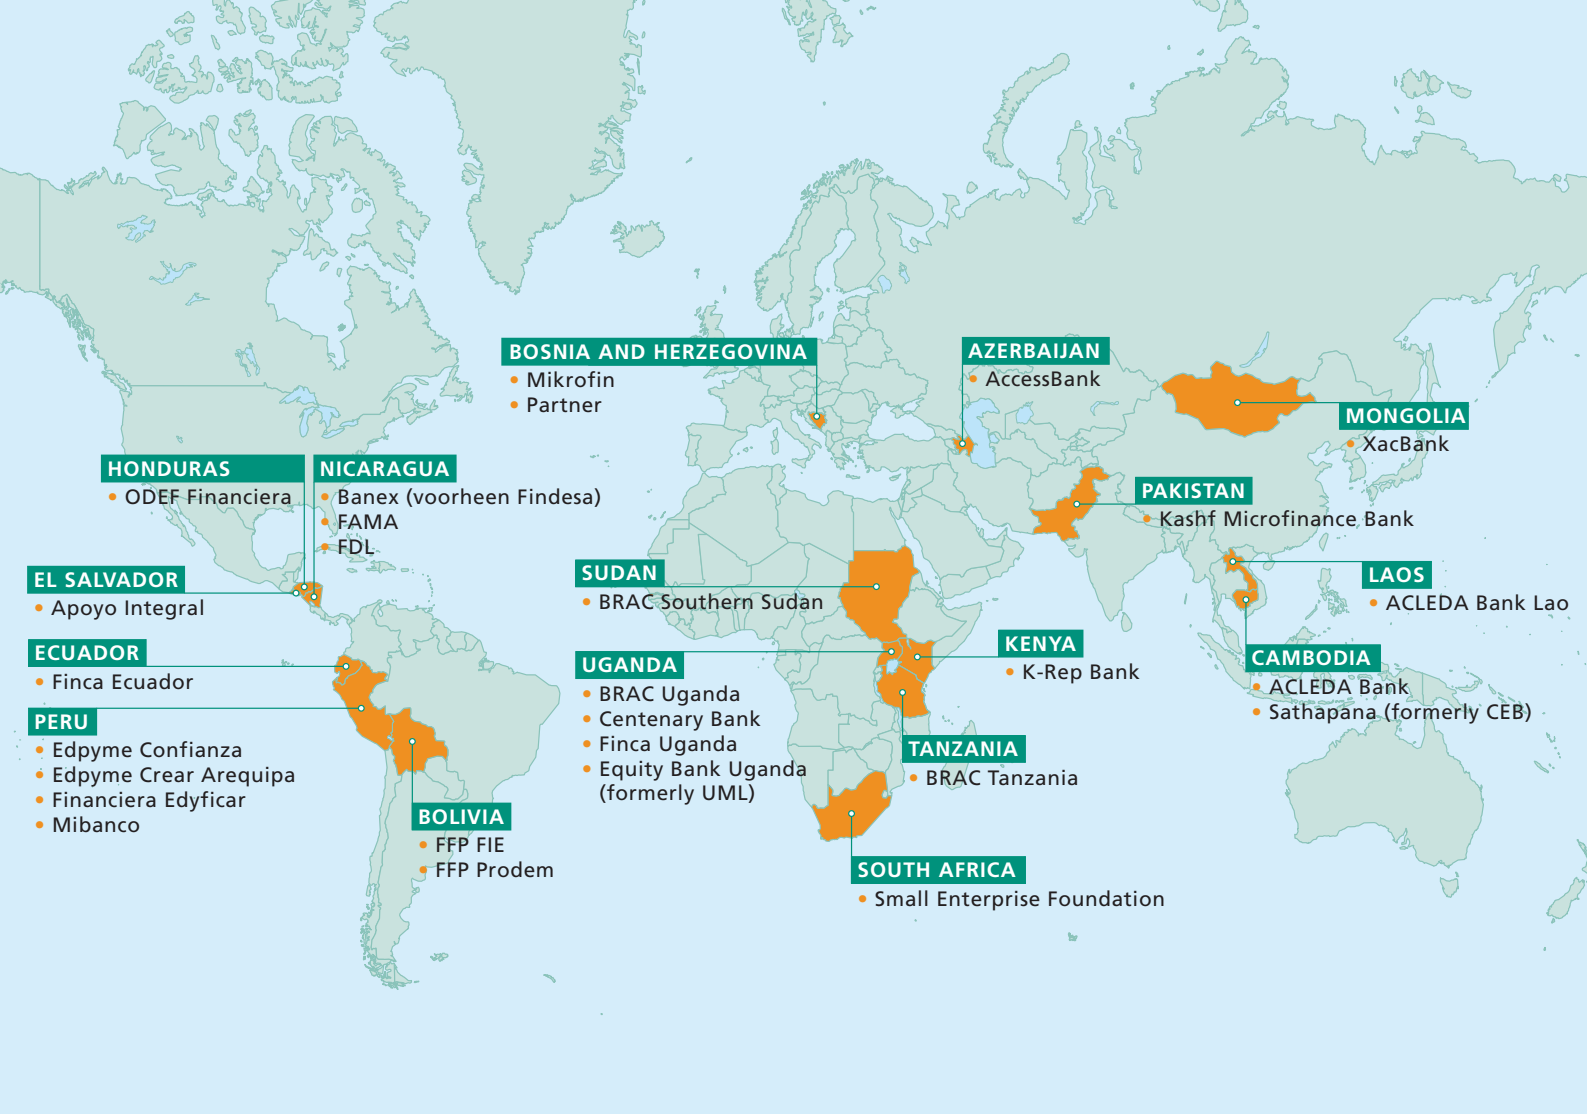 BOSNIA AND HERZEGOVINA
• Mikrofin
• Partner
AZERBAIJAN
• AccessBank
MONGOLIA
• XacBank
HONDURAS
• ODEF Financiera
NICARAGUA
• Banex (voorheen Findesa)
• FAMA
• FDL
PAKISTAN
• Kashf Microfinance Bank
EL SALVADOR
• Apoyo Integral
SUDAN
• BRAC Southern Sudan
LAOS
• ACLEDA Bank Lao
ECUADOR
• Finca Ecuador
UGANDA
• BRAC Uganda
• Centenary Bank
• Finca Uganda
• Equity Bank Uganda
(formerly UML)
KENYA
• K-Rep Bank
CAMBODIA
• ACLEDA Bank
• Sathapana (formerly CEB)
PERU
• Edpyme Confianza
• Edpyme Crear Arequipa
• Financiera Edyficar
• Mibanco
TANZANIA
• BRAC Tanzania
BOLIVIA
• FFP FIE
• FFP Prodem
SOUTH AFRICA
• Small Enterprise Foundation